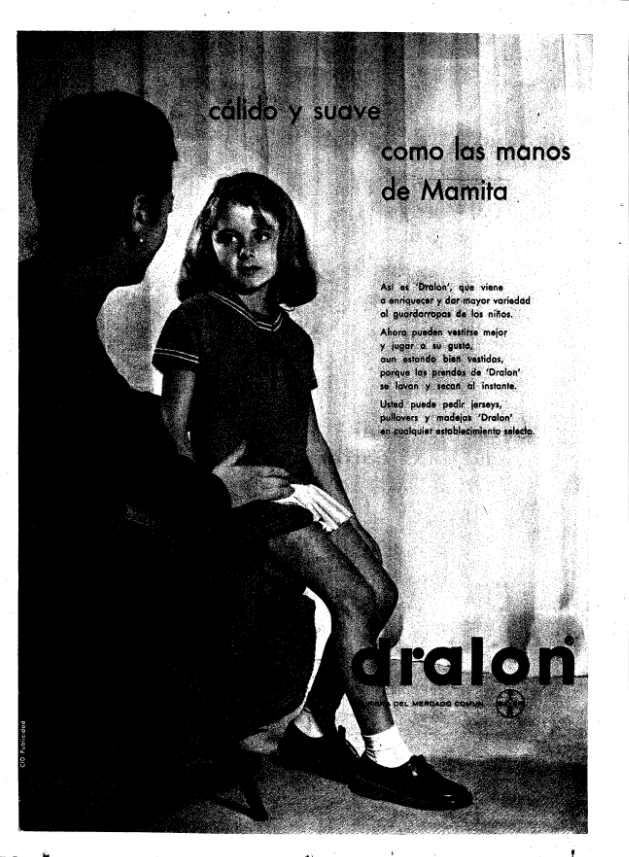 cálido y suave
como las manos
de Mamita
Así es 'Dralon', que viene
a enriquecer y dar mayor variedad
al guardarropas de los niños.
Ahora pueden vestirse mejor
y jugar a su gusto,
aun estando bien vestidos,
porque las prendas de 'Dralon'
se lavan y secan al instante.
Usted puede pedir jerseys,
pullovers y madejas 'Dralon'
en cualquier establecimiento selecto.
dralon®
DEL MERCADO COMUN
CID Publicidad